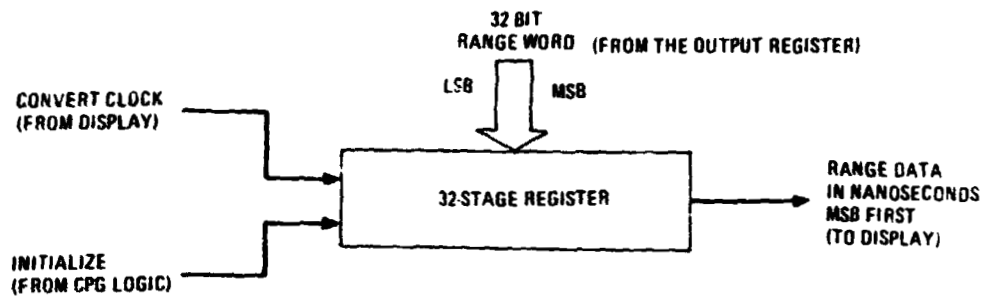 32 BIT
RANGE WORD (FROM THE OUTPUT REGISTER)
LSB MSB
CONVERT CLOCK
(FROM DISPLAY)
32-STAGE REGISTER
RANGE DATA
IN NANOSECONDS
MSB FIRST
(TO DISPLAY)
INITIALIZE
(FROM CPG LOGIC)